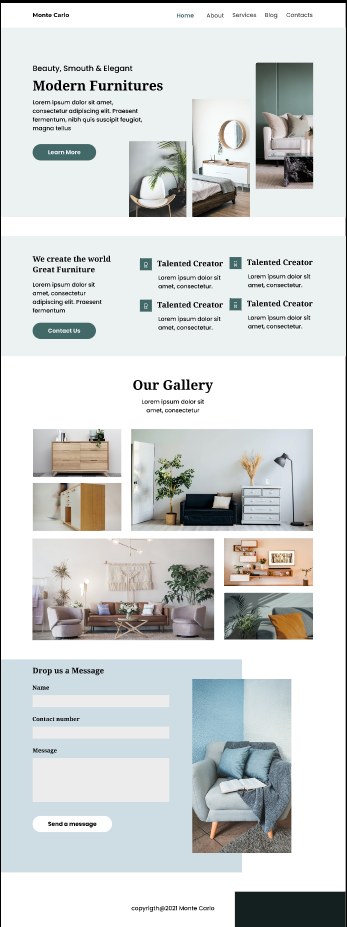 Monte Carlo
Home
About
Services
Blog
Contacts
Beauty, Smouth & Elegant
Modern Furnitures
Lorem ipsum dolor sit amet,
consectetur adipiscing elit. Praesent
fermentum, nibh quis suscipit feugiat,
magna tellus
Learn More
We create the world
Great Furniture
Lorem ipsum dolor sit
amet, consectetur
adipiscing elit. Praesent
fermentum
Contact Us
Talented Creator
Lorem ipsum dolor sit
amet, consectetur.
Talented Creator
Lorem ipsum dolor sit
amet, consectetur.
Talented Creator
Lorem ipsum dolor sit
amet, consectetur.
Talented Creator
Lorem ipsum dolor sit
amet, consectetur.
Our Gallery
Lorem ipsum dolor sit
amet, consectetur
Drop us a Message
Name
Contact number
Message
Send a message
copyrigth@2021 Monte Carlo